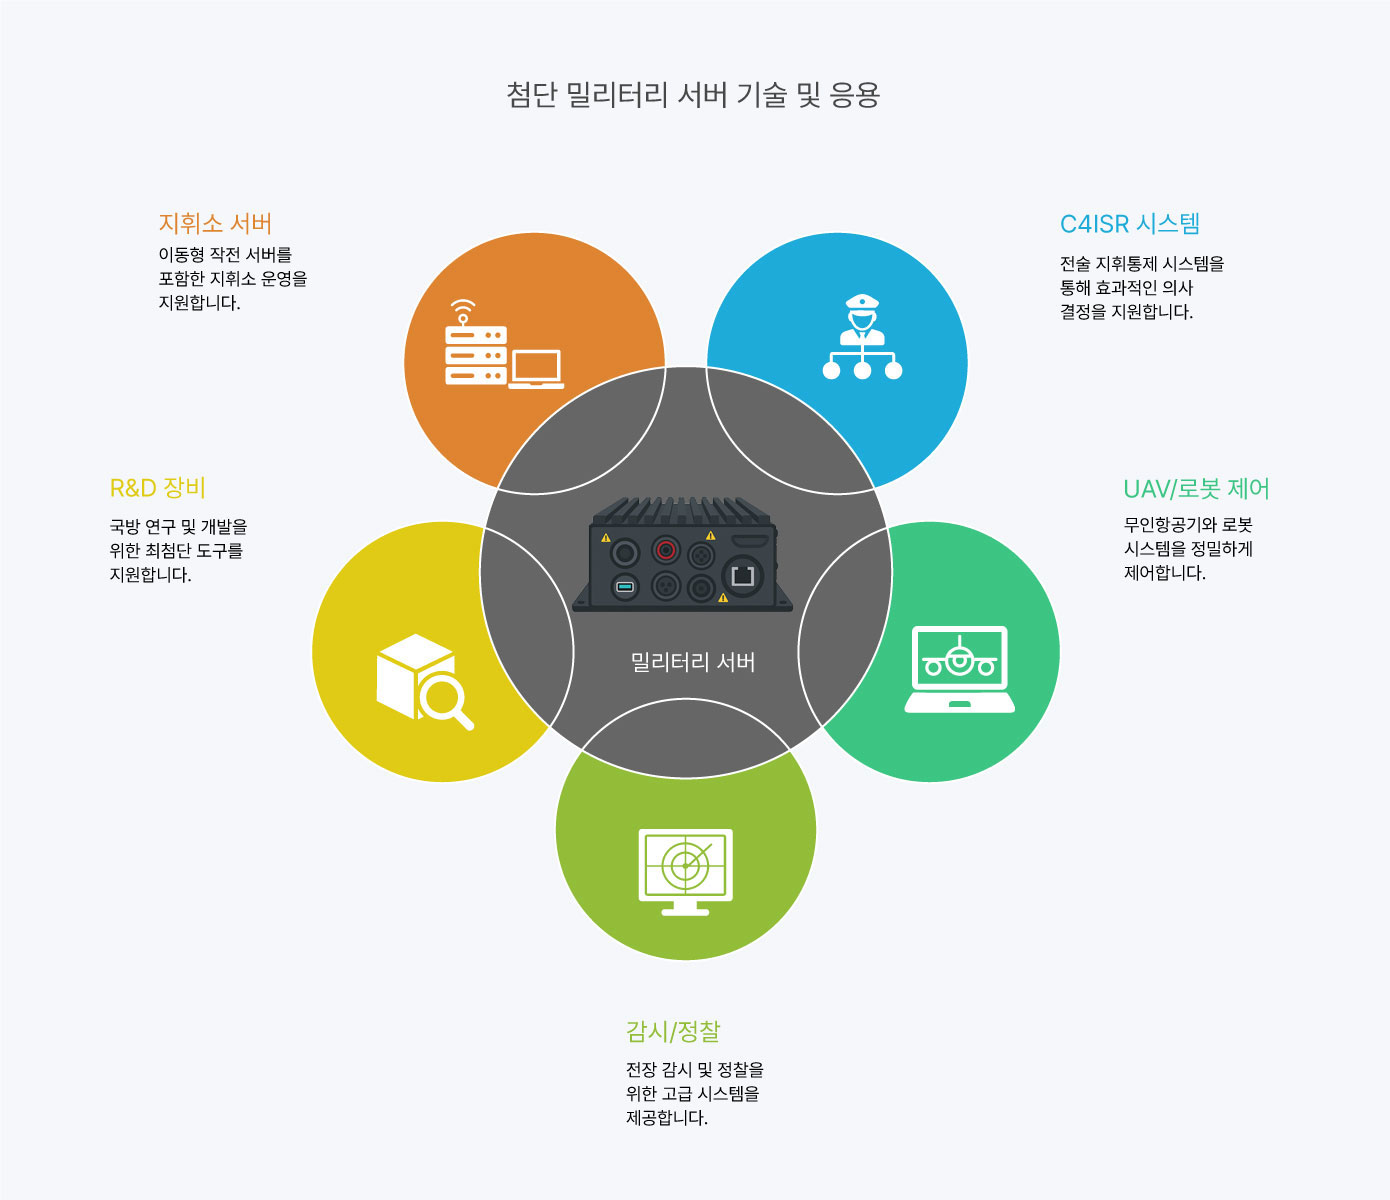 첨단 밀리터리 서버 기술 및 응용
지휘소 서버
이동형 작전 서버를
포함한 지휘소 운영을
지원합니다.
C4ISR 시스템
전술 지휘통제 시스템을
통해 효과적인 의사
결정을 지원합니다.
R&D 장비
국방 연구 및 개발을
위한 최첨단 도구를
지원합니다.
UAV/로봇 제어
무인항공기와 로봇
시스템을 정밀하게
제어합니다.
밀리터리 서버
감시/정찰
전장 감시 및 정찰을
위한 고급 시스템을
제공합니다.